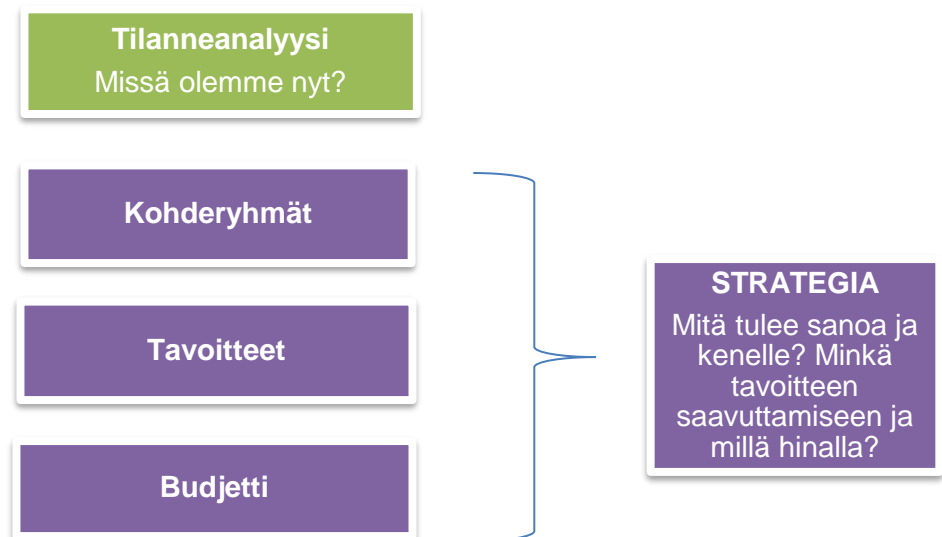 Tilanneanalyysi
Missä olemme nyt?
Kohderyhmät
Tavoitteet
Budjetti
STRATEGIA
Mitä tulee sanoa ja
kenelle? Minkä
tavoitteen
saavuttamiseen ja
millä hinalla?